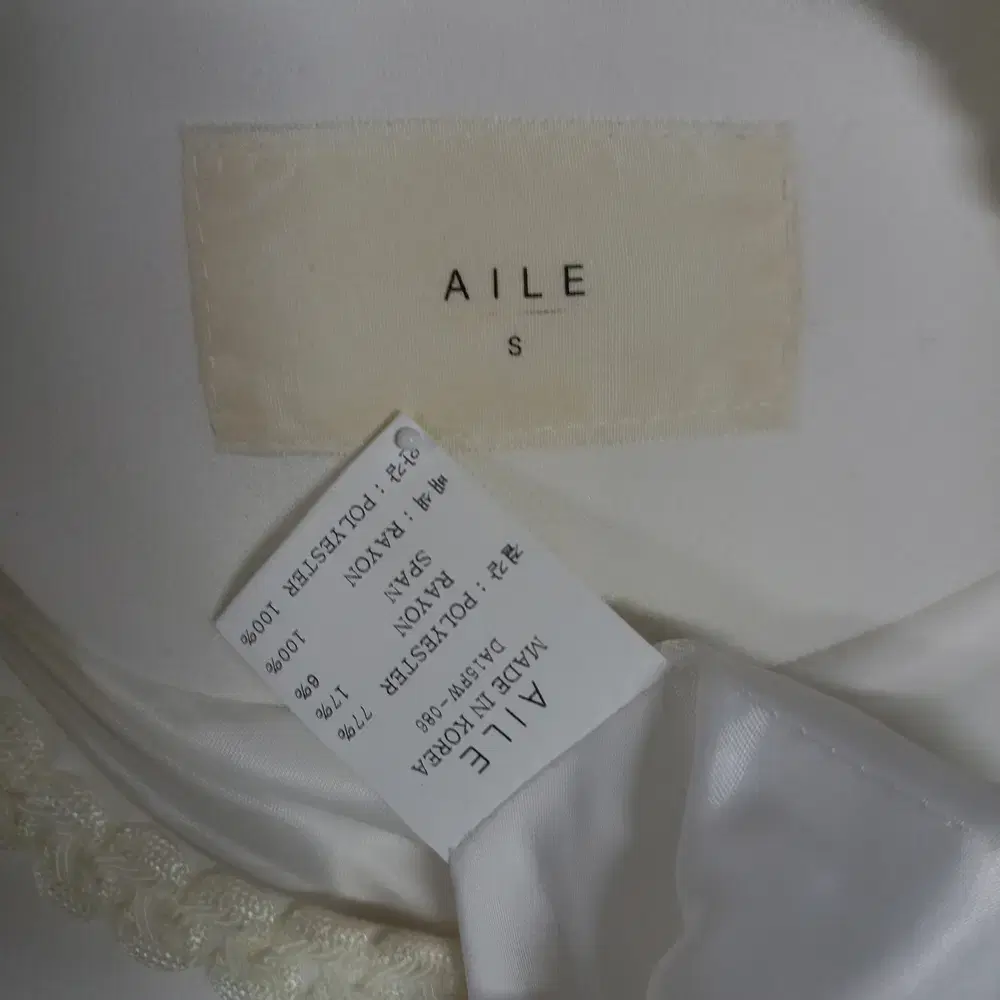 AILE
S
AILE
MADE IN KOREA
DA15FW-086
겉감 : POLYESTER 77%
RAYON 17%
SPAN 6%
배색 : RAYON 100%
안감 : POLYESTER 100%